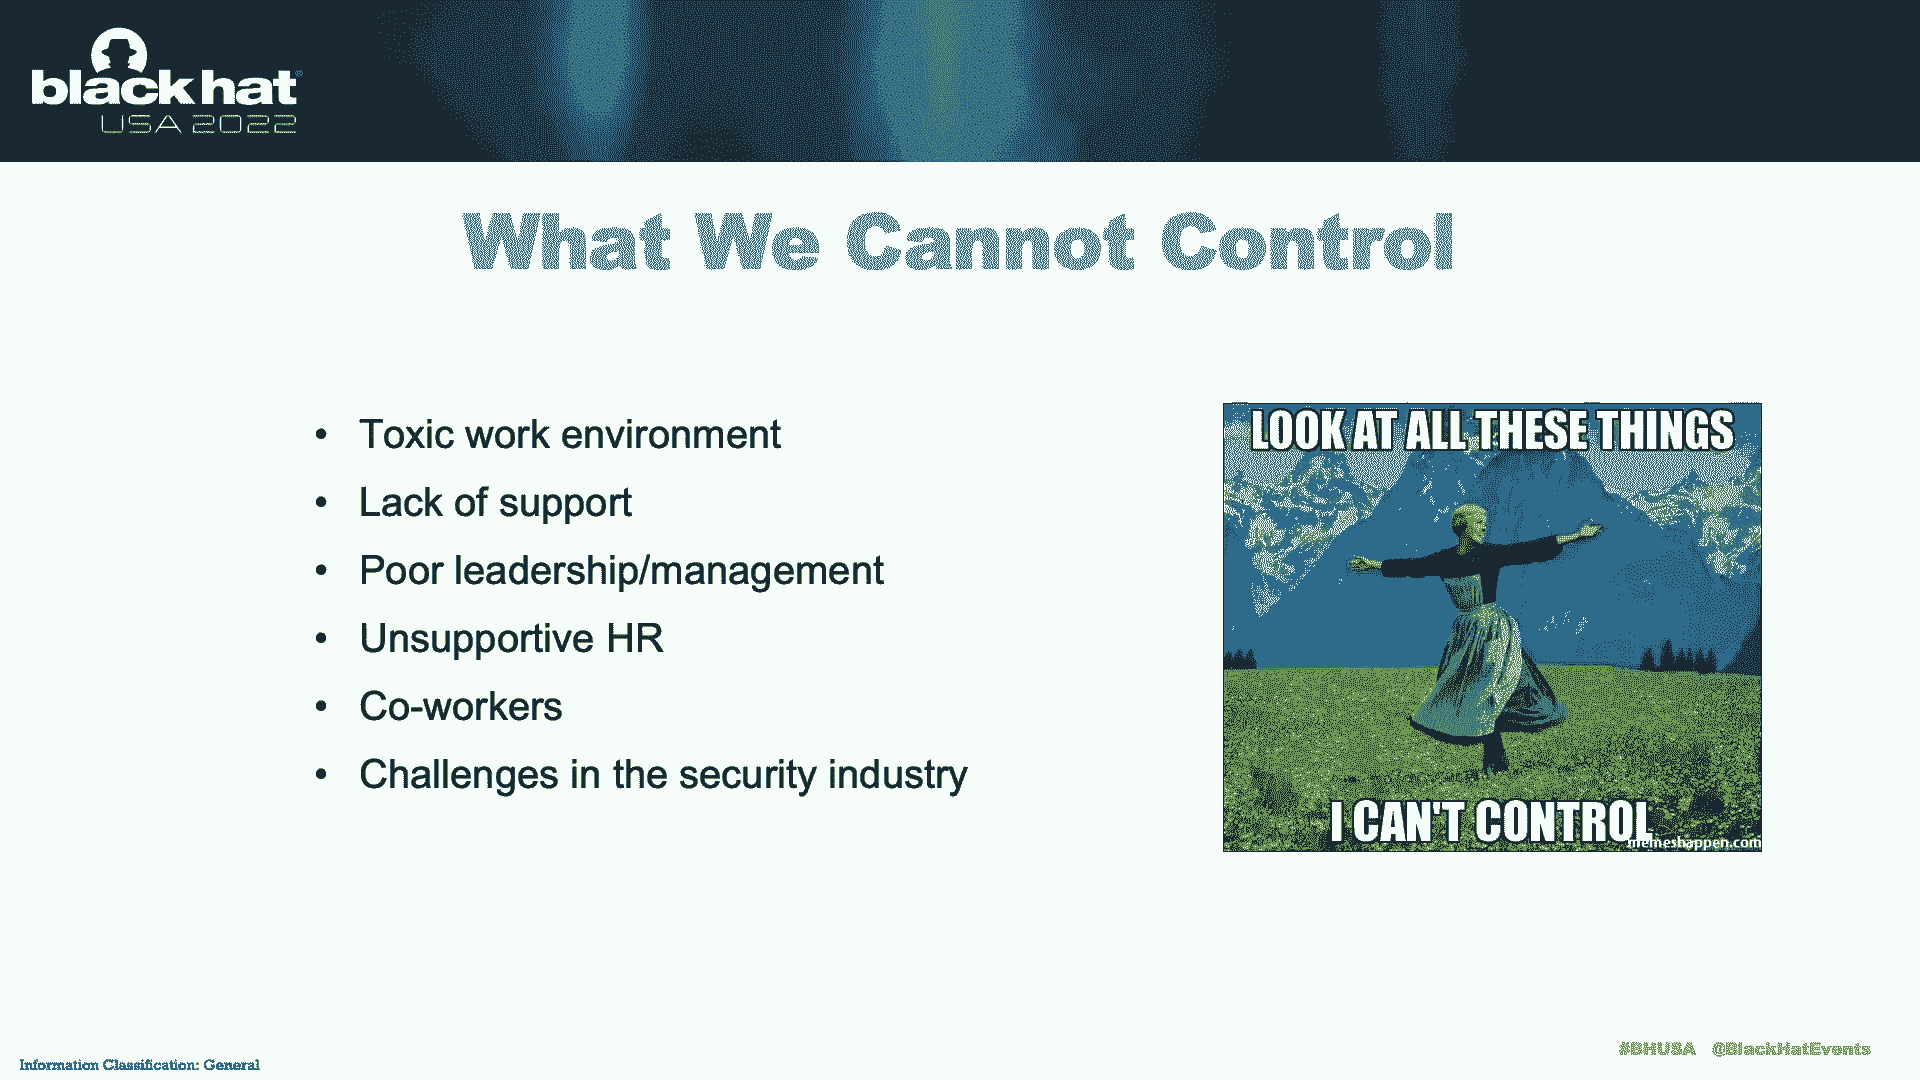 black hat
USA 2022
What We Cannot Control
• Toxic work environment
• Lack of support
• Poor leadership/management
• Unsupportive HR
• Co-workers
• Challenges in the security industry
LOOK AT ALL THESE THINGS
I CAN'T CONTROL
memeshappen.com
#BHUSA @BlackHatEvents
Information Classification: General